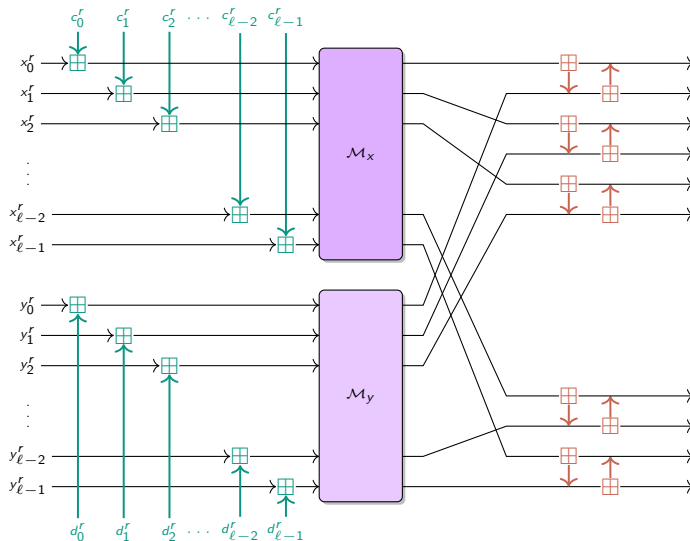 c_0^r c_1^r c_2^r ··· c_{ℓ−2}^r c_{ℓ−1}^r
x_0^r
x_1^r
x_2^r
⋮
x_{ℓ−2}^r
x_{ℓ−1}^r
ℳ_x
y_0^r
y_1^r
y_2^r
⋮
y_{ℓ−2}^r
y_{ℓ−1}^r
ℳ_y
d_0^r d_1^r d_2^r ··· d_{ℓ−2}^r d_{ℓ−1}^r